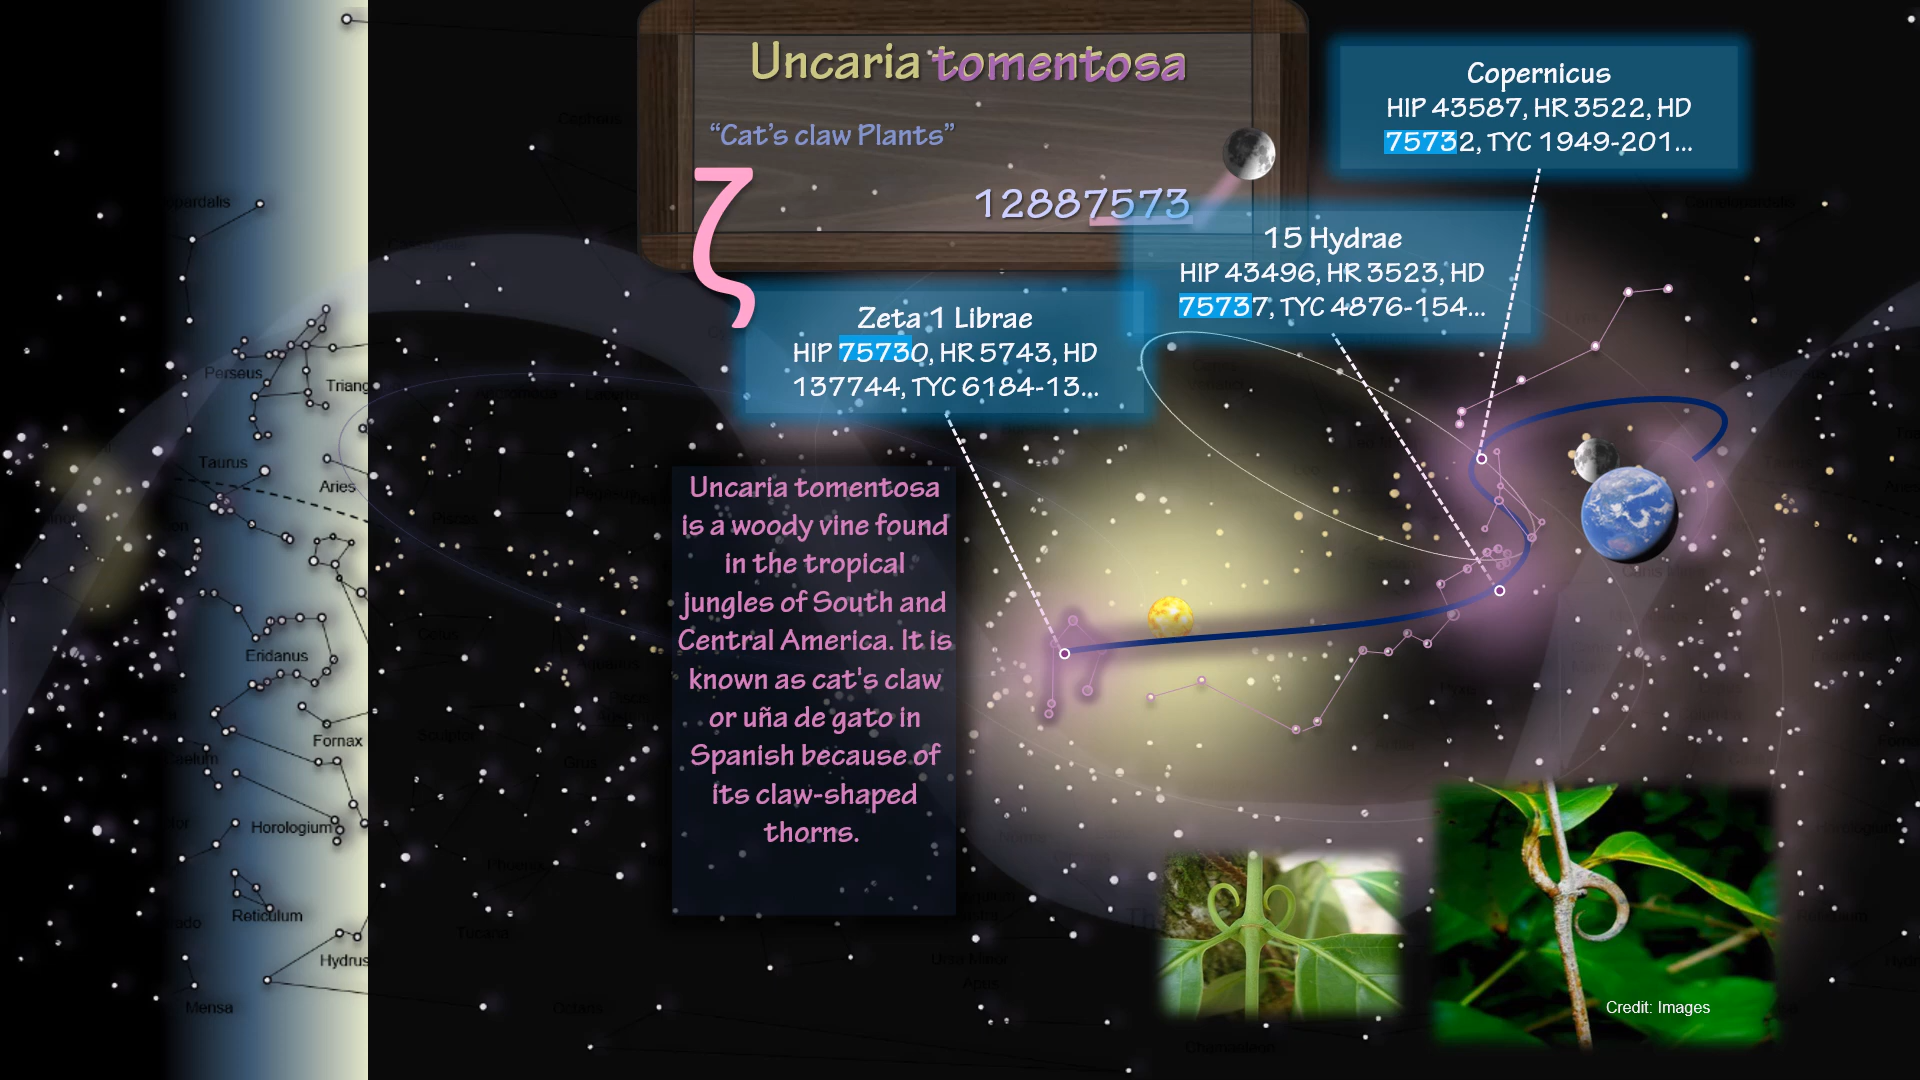 Uncaria tomentosa
“Cat’s claw Plants”
ζ
12887573
Copernicus
HIP 43587, HR 3522, HD
75732, TYC 1949-201...
15 Hydrae
HIP 43496, HR 3523, HD
75737, TYC 4876-154...
Zeta 1 Librae
HIP 75730, HR 5743, HD
137744, TYC 6184-13...
Uncaria tomentosa
is a woody vine found
in the tropical
jungles of South and
Central America. It is
known as cat's claw
or uña de gato in
Spanish because of
its claw-shaped
thorns.
Perseus
Triang
Taurus
Aries
Eridanus
Fornax
Horologium
Reticulum
Hydrus
Mensa
Credit: Images